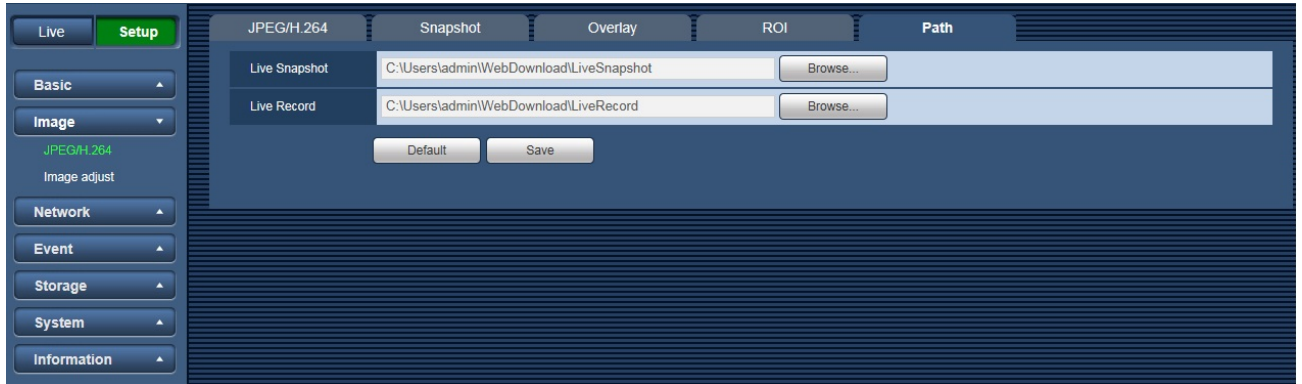 Live Setup
Basic
Image
JPEG/H.264
Image adjust
Network
Event
Storage
System
Information
JPEG/H.264 Snapshot Overlay ROI Path
Live Snapshot C:\Users\admin\WebDownload\LiveSnapshot Browse...
Live Record C:\Users\admin\WebDownload\LiveRecord Browse...
Default Save